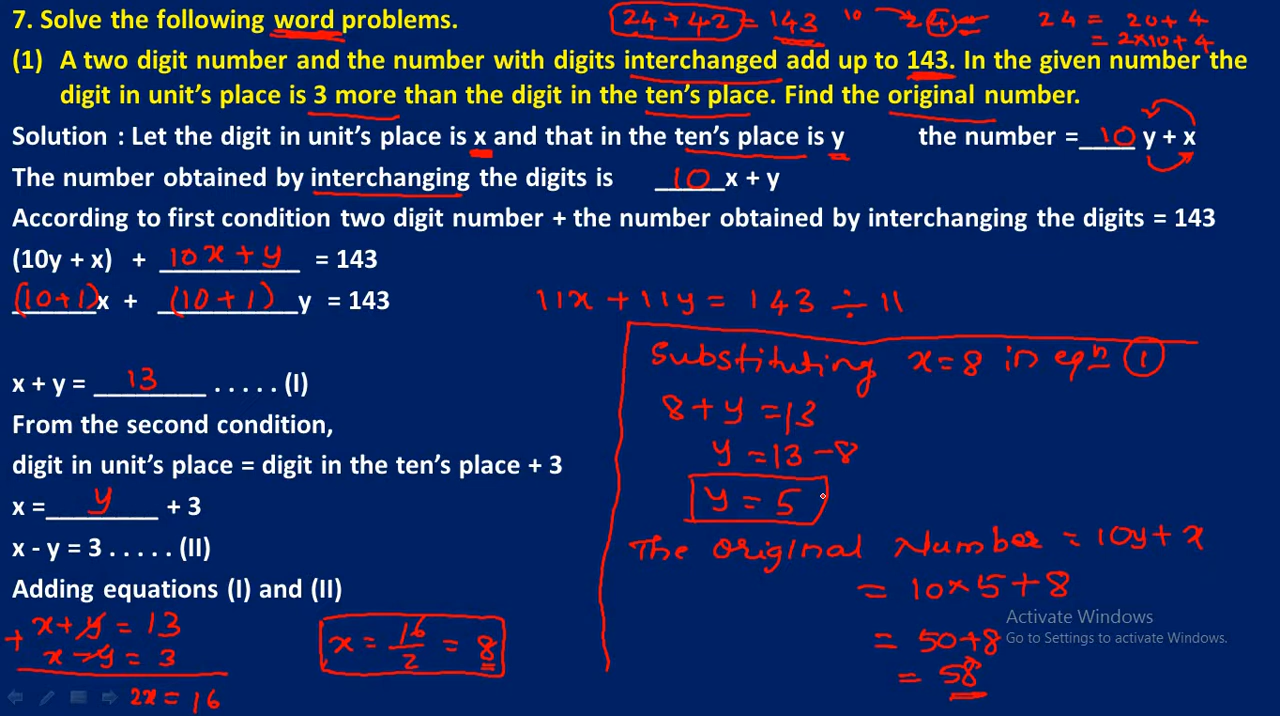 7. Solve the following word problems.
24 + 42 = 143 10 24 24 = 20 + 4
= 2×10 + 4
(1) A two digit number and the number with digits interchanged add up to 143. In the given number the
digit in unit's place is 3 more than the digit in the ten's place. Find the original number.
Solution : Let the digit in unit's place is x and that in the ten's place is y the number = 10 y + x
The number obtained by interchanging the digits is 10 x + y
According to first condition two digit number + the number obtained by interchanging the digits = 143
(10y + x) + 10x + y = 143
(10+1) x + (10+1) y = 143
11x + 11y = 143 ÷ 11
x + y = 13 . . . . . (I)
From the second condition,
digit in unit's place = digit in the ten's place + 3
x = y + 3
x - y = 3 . . . . . (II)
Adding equations (I) and (II)
+ x + y = 13
x - y = 3
2x = 16
x = 16/2 = 8
Substituting x = 8 in eqn (1)
8 + y = 13
y = 13 - 8
y = 5
The original Number = 10y + x
= 10 × 5 + 8
= 50 + 8
= 58
Activate Windows
Go to Settings to activate Windows.